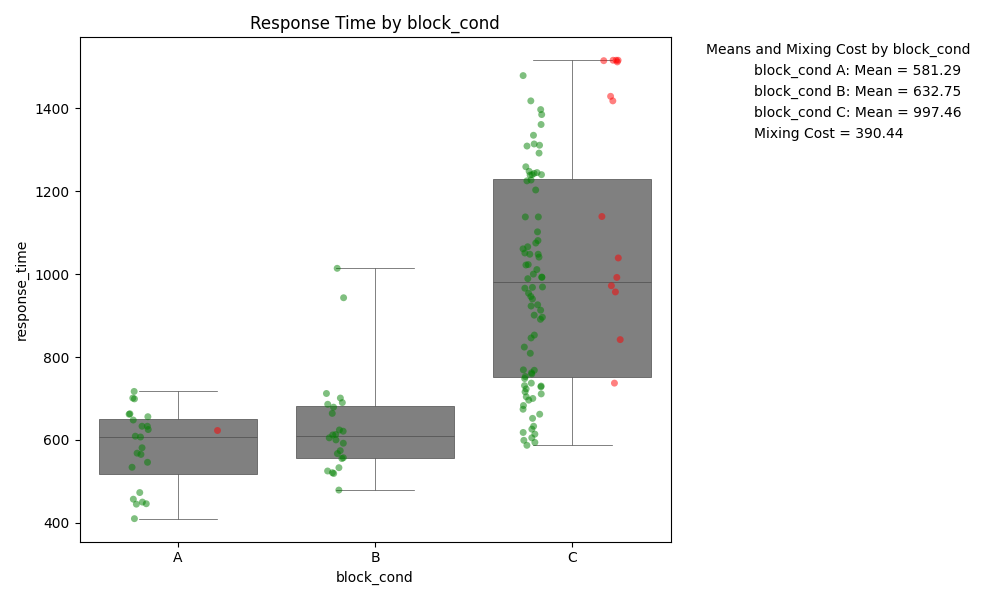 Response Time by block_cond
Means and Mixing Cost by block_cond
block_cond A: Mean = 581.29
block_cond B: Mean = 632.75
block_cond C: Mean = 997.46
Mixing Cost = 390.44
response_time
1400
1200
1000
800
600
400
A
B
C
block_cond